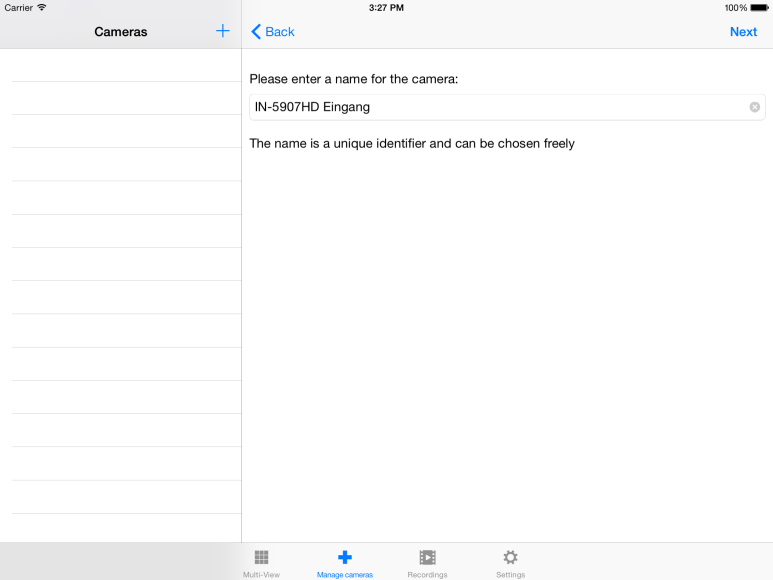 Carrier 3:27 PM 100%
Cameras Back Next
Please enter a name for the camera:
IN-5907HD Eingang
The name is a unique identifier and can be chosen freely
Multi-View Manage cameras Recordings Settings